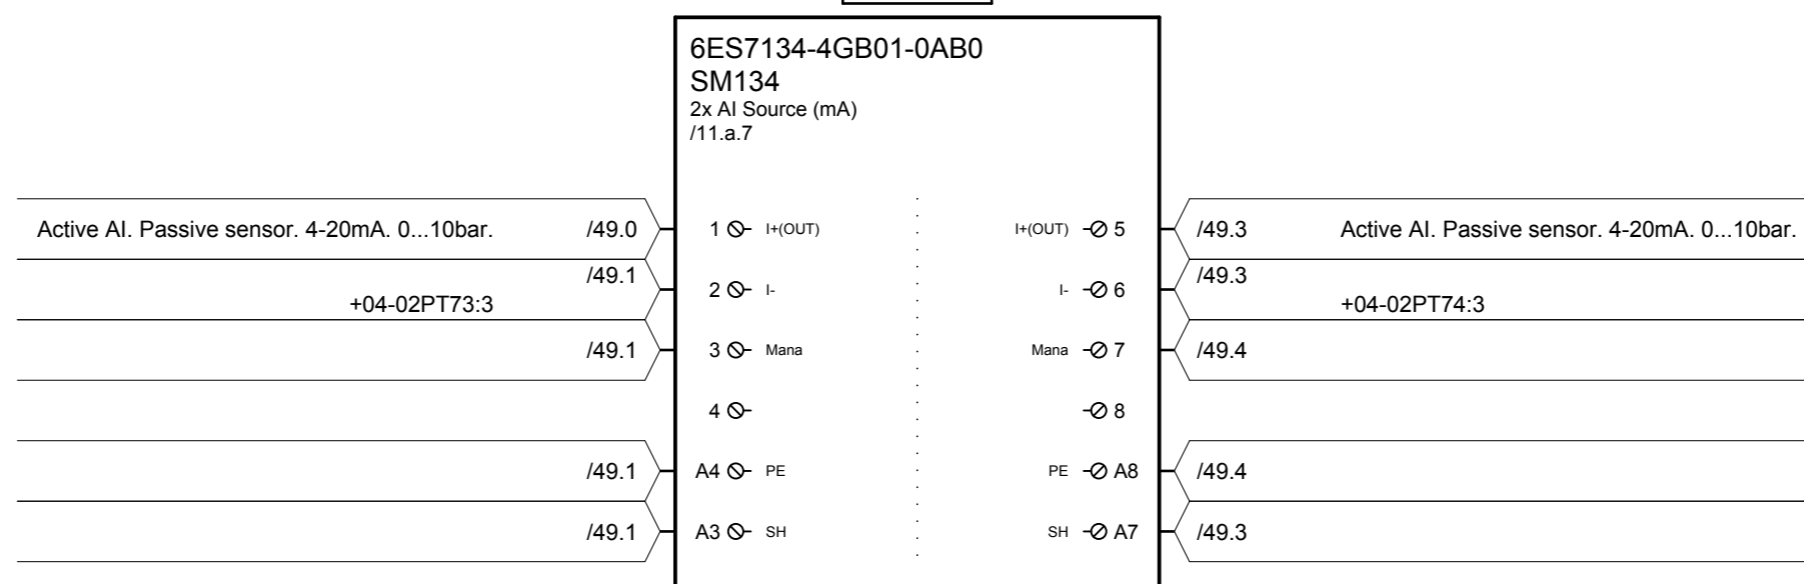 6ES7134-4GB01-0AB0
SM134
2x AI Source (mA)
/11.a.7
Active AI. Passive sensor. 4-20mA. 0...10bar. /49.0 1 I+(OUT) I+(OUT) 5 /49.3 Active AI. Passive sensor. 4-20mA. 0...10bar.
/49.1 2 I- I- 6 /49.3
+04-02PT73:3 +04-02PT74:3
/49.1 3 Mana Mana 7 /49.4
4 8
/49.1 A4 PE PE A8 /49.4
/49.1 A3 SH SH A7 /49.3